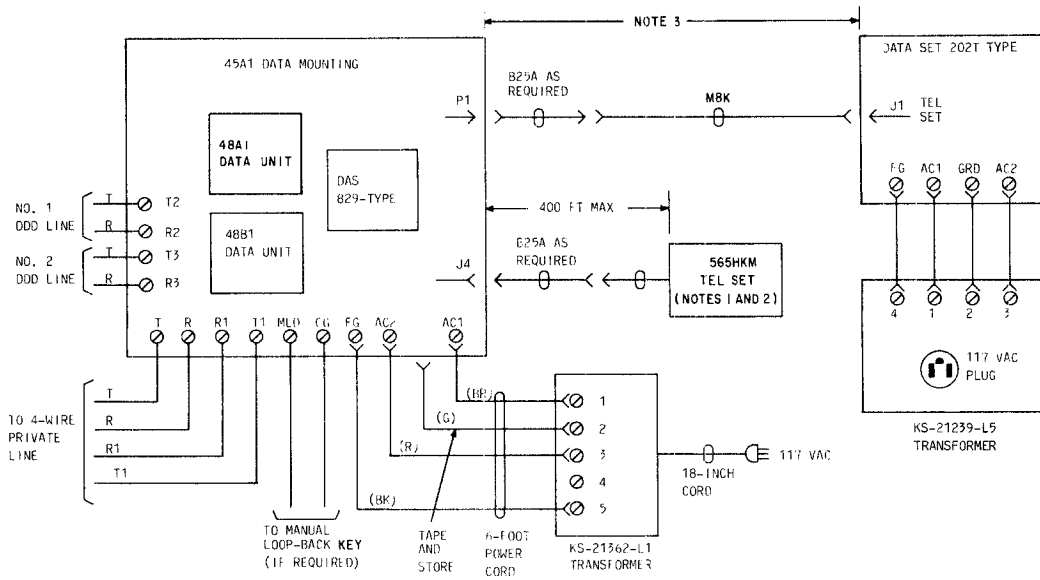 NOTE 3
45A1 DATA MOUNTING
DATA SET 202T TYPE
B25A AS
REQUIRED
P1
M8K
J1
TEL
SET
48A1
DATA UNIT
DAS
829-TYPE
FG AC1 GRD AC2
400 FT MAX
NO. 1
DDD LINE
T
T2
R
R2
48B1
DATA UNIT
B25A AS
REQUIRED
565HKM
TEL SET
(NOTES 1 AND 2)
NO. 2
DDD LINE
T
T3
R
R3
J4
4 1 2 3
T R R1 T1 MLO CG FG AC2 AC1
117 VAC
PLUG
KS-21239-L5
TRANSFORMER
TO 4-WIRE
PRIVATE
LINE
T
R
R1
T1
(BR)
(G)
(R)
(BK)
1
2
3
4
5
18-INCH
CORD
117 VAC
TO MANUAL
LOOP-BACK KEY
(IF REQUIRED)
TAPE
AND
STORE
6-FOOT
POWER
CORD
KS-21362-L1
TRANSFORMER